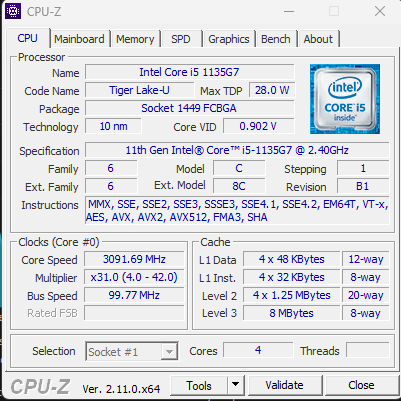 CPU-Z
CPU Mainboard Memory SPD Graphics Bench About
Processor
Name Intel Core i5 1135G7
Code Name Tiger Lake-U Max TDP 28.0 W
Package Socket 1449 FCBGA
Technology 10 nm Core VID 0.902 V
intel CORE i5 inside™
Specification 11th Gen Intel® Core™ i5-1135G7 @ 2.40GHz
Family 6 Model C Stepping 1
Ext. Family 6 Ext. Model 8C Revision B1
Instructions MMX, SSE, SSE2, SSE3, SSSE3, SSE4.1, SSE4.2, EM64T, VT-x,
AES, AVX, AVX2, AVX512, FMA3, SHA
Clocks (Core #0)
Core Speed 3091.69 MHz
Multiplier x31.0 (4.0 - 42.0)
Bus Speed 99.77 MHz
Rated FSB
Cache
L1 Data 4 x 48 KBytes 12-way
L1 Inst. 4 x 32 KBytes 8-way
Level 2 4 x 1.25 MBytes 20-way
Level 3 8 MBytes 8-way
Selection Socket #1 Cores 4 Threads
CPU-Z Ver. 2.11.0.x64 Tools Validate Close